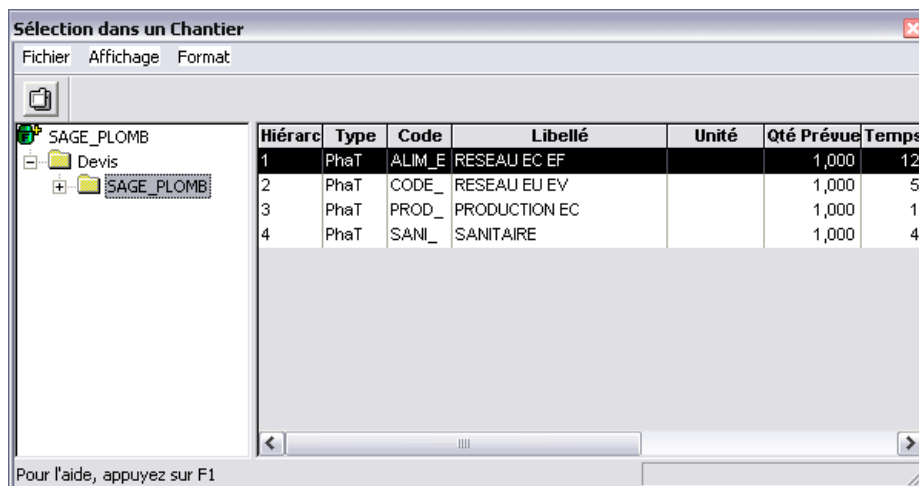 Sélection dans un Chantier
Fichier Affichage Format
SAGE_PLOMB
Devis
SAGE_PLOMB
Hiérarc Type Code Libellé Unité Qté Prévue Temps
1 PhaT ALIM_E RESEAU EC EF 1,000 12
2 PhaT CODE_ RESEAU EU EV 1,000 5
3 PhaT PROD_ PRODUCTION EC 1,000 1
4 PhaT SANI_ SANITAIRE 1,000 4
Pour l'aide, appuyez sur F1